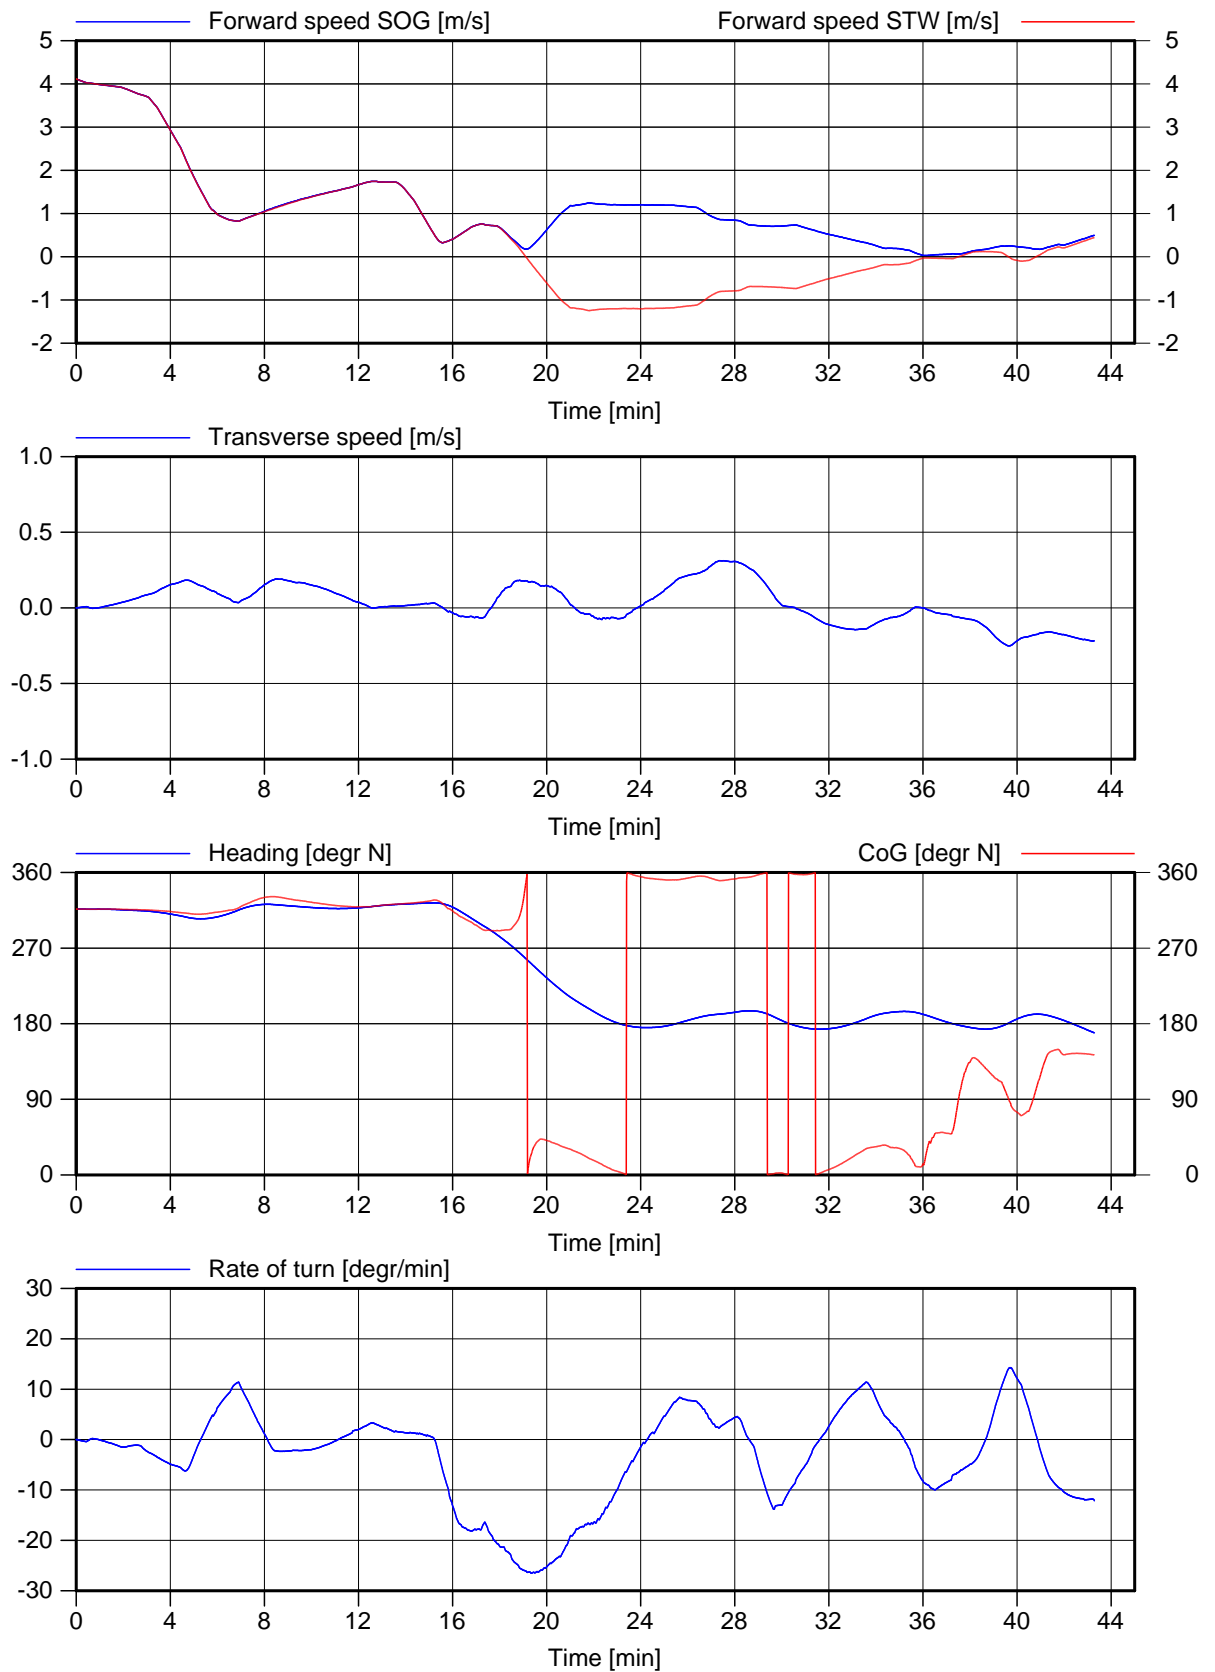 Forward speed SOG [m/s] Forward speed STW [m/s]
5 5
4 4
3 3
2 2
1 1
0 0
-1 -1
-2 -2
0 4 8 12 16 20 24 28 32 36 40 44
Time [min]
Transverse speed [m/s]
1.0
0.5
0.0
-0.5
-1.0
0 4 8 12 16 20 24 28 32 36 40 44
Time [min]
Heading [degr N] CoG [degr N]
360 360
270 270
180 180
90 90
0 0
0 4 8 12 16 20 24 28 32 36 40 44
Time [min]
Rate of turn [degr/min]
30
20
10
0
-10
-20
-30
0 4 8 12 16 20 24 28 32 36 40 44
Time [min]